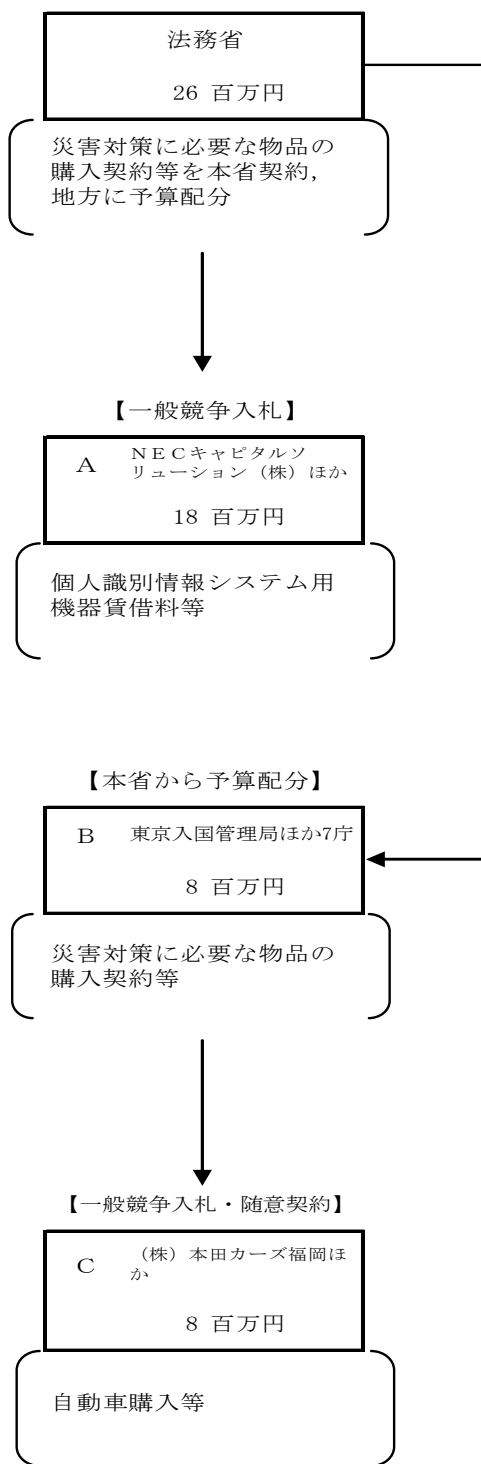 法務省
26 百万円
災害対策に必要な物品の
購入契約等を本省契約,
地方に予算配分
【一般競争入札】
A ＮＥＣキャピタルソ
リューション（株）ほか
18 百万円
個人識別情報システム用
機器賃借料等
【本省から予算配分】
B 東京入国管理局ほか7庁
8 百万円
災害対策に必要な物品の
購入契約等
【一般競争入札・随意契約】
C （株）本田カーズ福岡ほ
か
8 百万円
自動車購入等